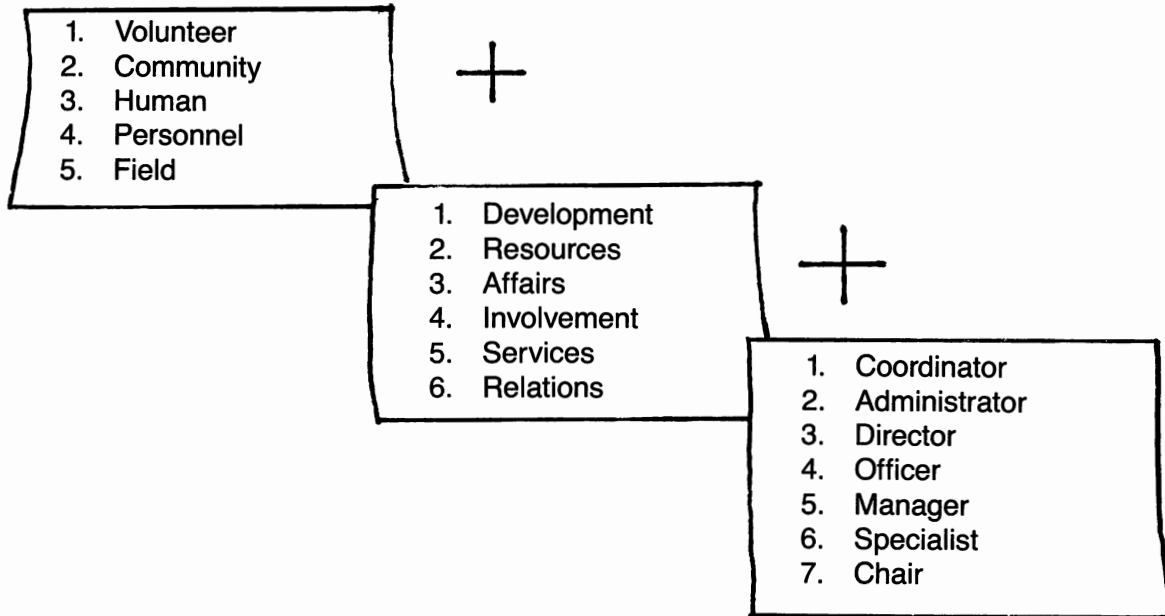 1. Volunteer
2. Community
3. Human
4. Personnel
5. Field
+
1. Development
2. Resources
3. Affairs
4. Involvement
5. Services
6. Relations
+
1. Coordinator
2. Administrator
3. Director
4. Officer
5. Manager
6. Specialist
7. Chair